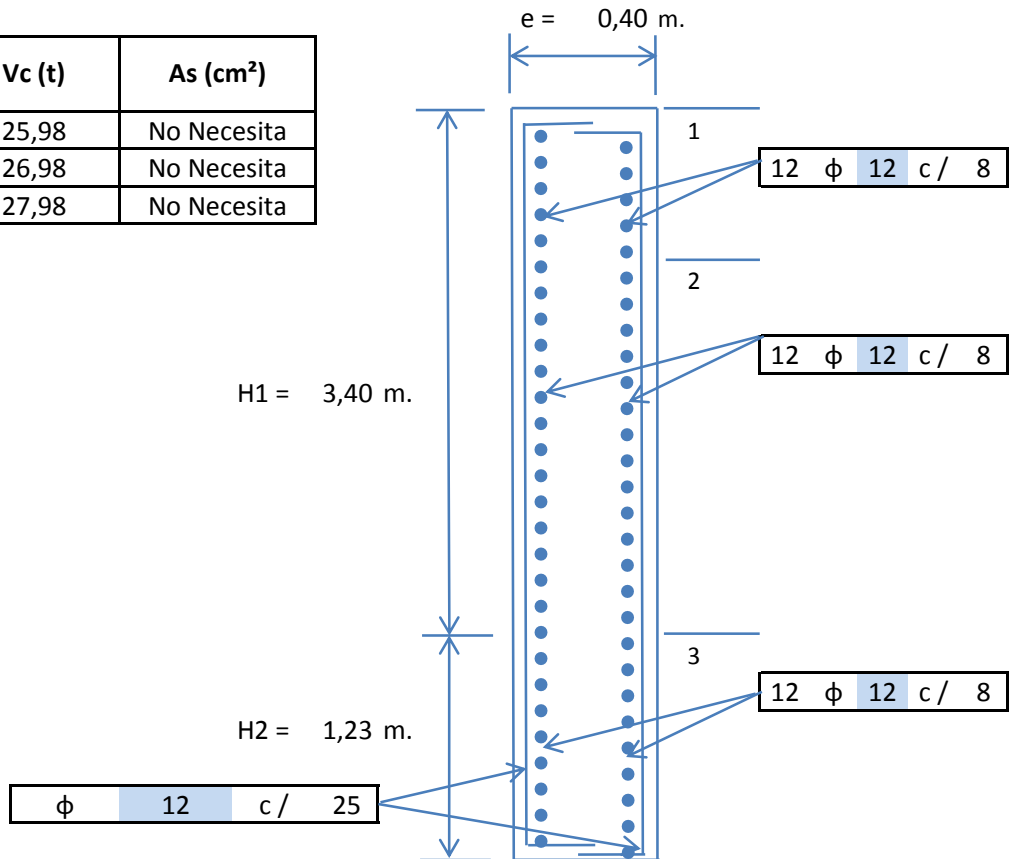 e = 0,40 m.
Vc (t) As (cm²)
25,98 No Necesita
26,98 No Necesita
27,98 No Necesita
1
12 ϕ 12 c / 8
2
12 ϕ 12 c / 8
H1 = 3,40 m.
3
12 ϕ 12 c / 8
H2 = 1,23 m.
ϕ 12 c / 25